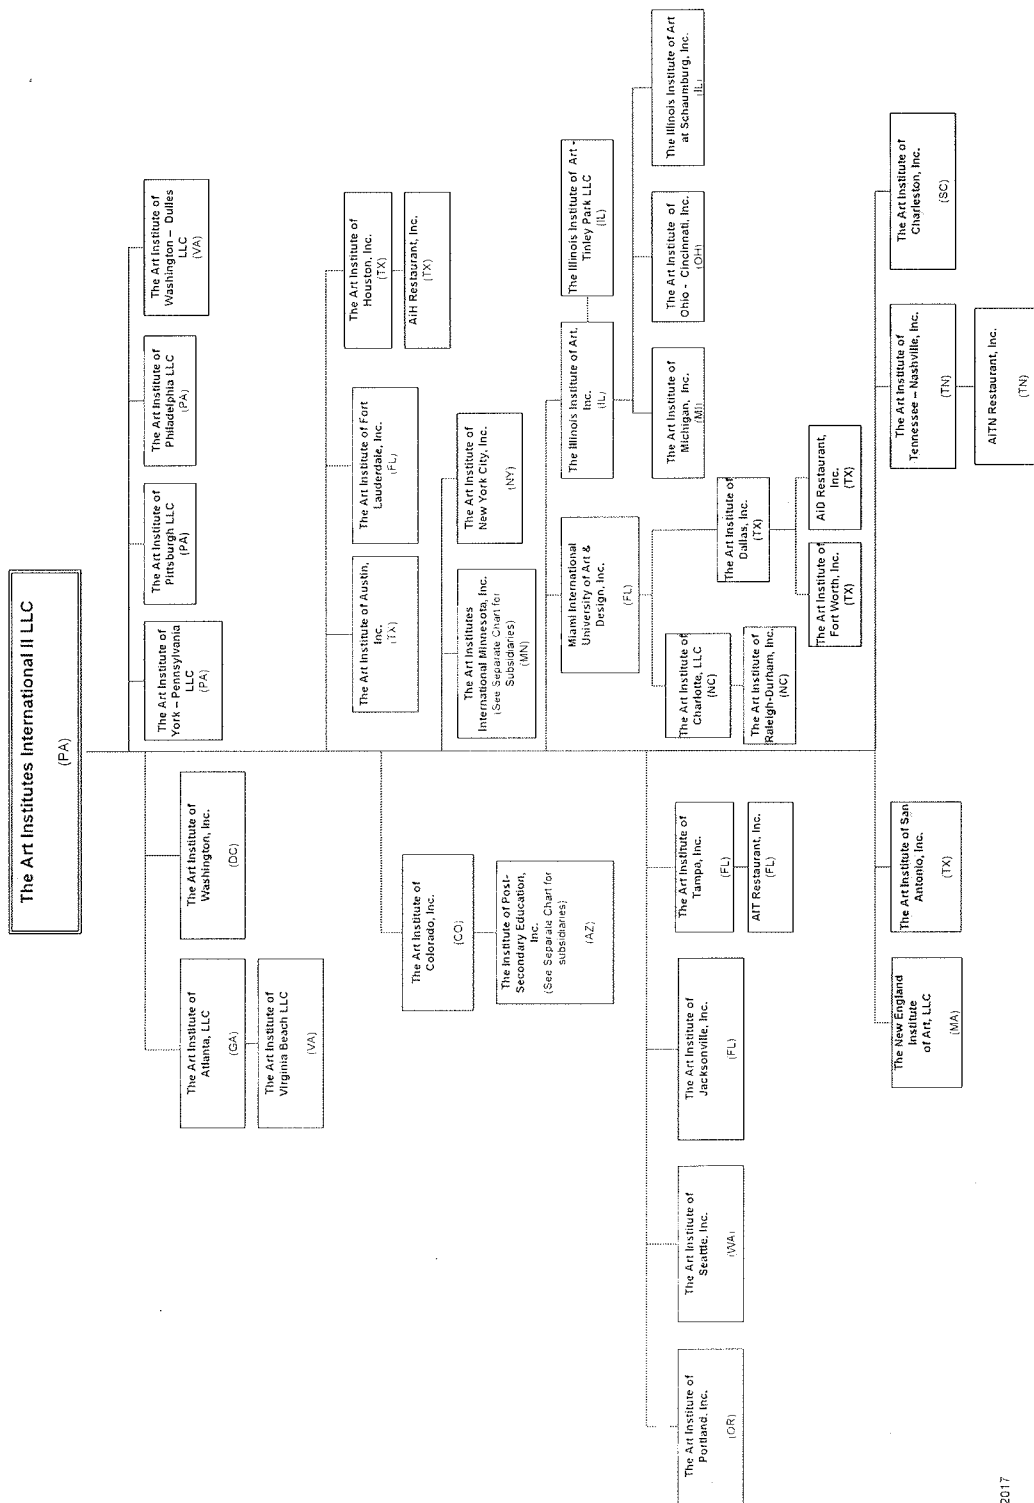 The Art Institutes International II LLC
(PA)
The Art Institute of
York – Pennsylvania
LLC
(PA)
The Art Institute of
Pittsburgh LLC
(PA)
The Art Institute of
Philadelphia LLC
(PA)
The Art Institute of
Washington – Dulles
LLC
(VA)
The Art Institute of
Atlanta, LLC
(GA)
The Art Institute of
Washington, Inc.
(DC)
The Art Institute of
Virginia Beach LLC
(VA)
The Art Institute of Austin,
Inc.
(TX)
The Art Institute of Fort
Lauderdale, Inc.
(FL)
The Art Institute of
Houston, Inc.
(TX)
AiH Restaurant, Inc.
(TX)
The Art Institute of
Colorado, Inc.
(CO)
The Art Institutes
International Minnesota, Inc.
(See Separate Chart for
Subsidiaries)
(MN)
The Art Institute of
New York City, Inc.
(NY)
The Institute of Post-
Secondary Education,
Inc.
(See Separate Chart for
subsidiaries)
(AZ)
Miami International
University of Art &
Design, Inc.
(FL)
The Illinois Institute of Art,
Inc.
(IL)
The Illinois Institute of Art -
Tinley Park LLC
(IL)
The Art Institute of
Michigan, Inc.
(MI)
The Art Institute of
Ohio - Cincinnati, Inc.
(OH)
The Illinois Institute of Art
at Schaumburg, Inc.
(IL)
The Art Institute of
Portland, Inc.
(OR)
The Art Institute of
Seattle, Inc.
(WA)
The Art Institute of
Jacksonville, Inc.
(FL)
The Art Institute of
Tampa, Inc.
(FL)
The Art Institute of
Charlotte, LLC
(NC)
The Art Institute of
Dallas, Inc.
(TX)
AIT Restaurant, Inc.
(FL)
The Art Institute of
Raleigh-Durham, Inc.
(NC)
The Art Institute of
Fort Worth, Inc.
(TX)
AiD Restaurant,
Inc.
(TX)
The New England
Institute
of Art, LLC
(MA)
The Art Institute of San
Antonio, Inc.
(TX)
The Art Institute of
Tennessee – Nashville, Inc.
(TN)
The Art Institute of
Charleston, Inc.
(SC)
AiTN Restaurant, Inc.
(TN)
2017